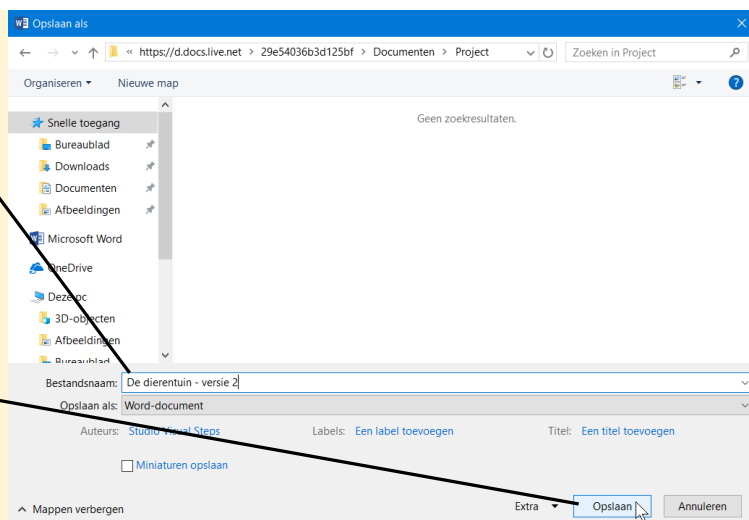 Opslaan als
« https://d.docs.live.net > 29e54036b3d125bf > Documenten > Project
Zoeken in Project
Organiseren
Nieuwe map
Snelle toegang
Bureaublad
Downloads
Documenten
Afbeeldingen
Microsoft Word
OneDrive
Deze pc
3D-objecten
Afbeeldingen
Bureaublad
Geen zoekresultaten.
Bestandsnaam: De dierentuin - versie 2
Opslaan als: Word-document
Auteurs: Studio Visual Steps Labels: Een label toevoegen Titel: Een titel toevoegen
Miniaturen opslaan
Mappen verbergen Extra Opslaan Annuleren